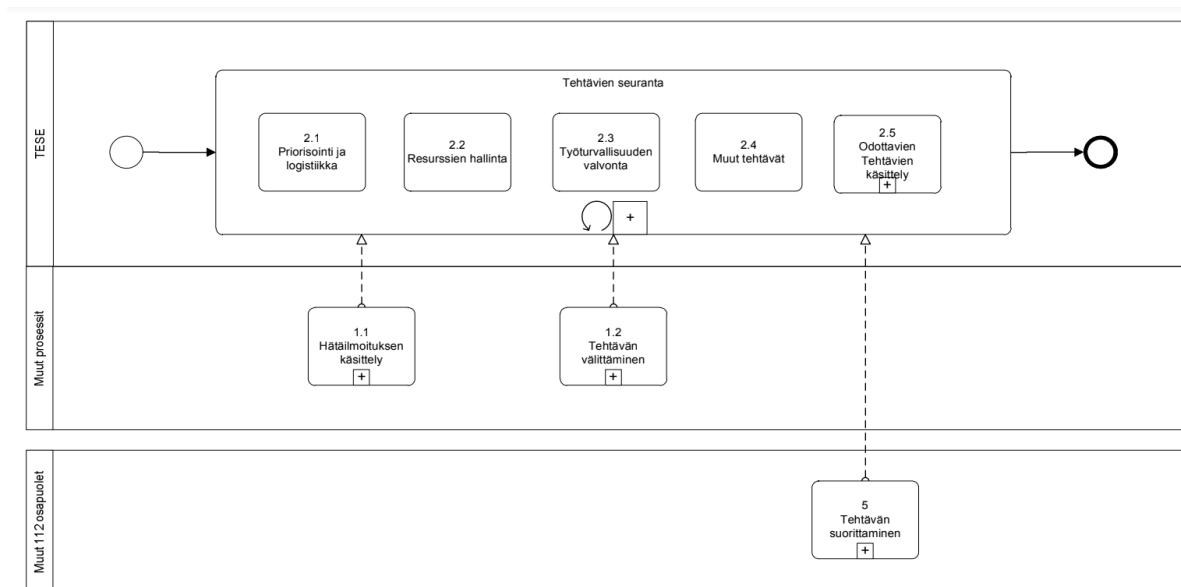 TESE
Tehtävien seuranta
2.1
Priorisointi ja
logistiikka
2.2
Resurssien hallinta
2.3
Työturvallisuuden
valvonta
2.4
Muut tehtävät
2.5
Odottavien
Tehtävien
käsittely
+
+
Muut prosessit
1.1
Hätäilmoituksen
käsittely
+
1.2
Tehtävän
välittäminen
+
Muut 112 osapuolet
5
Tehtävän
suorittaminen
+